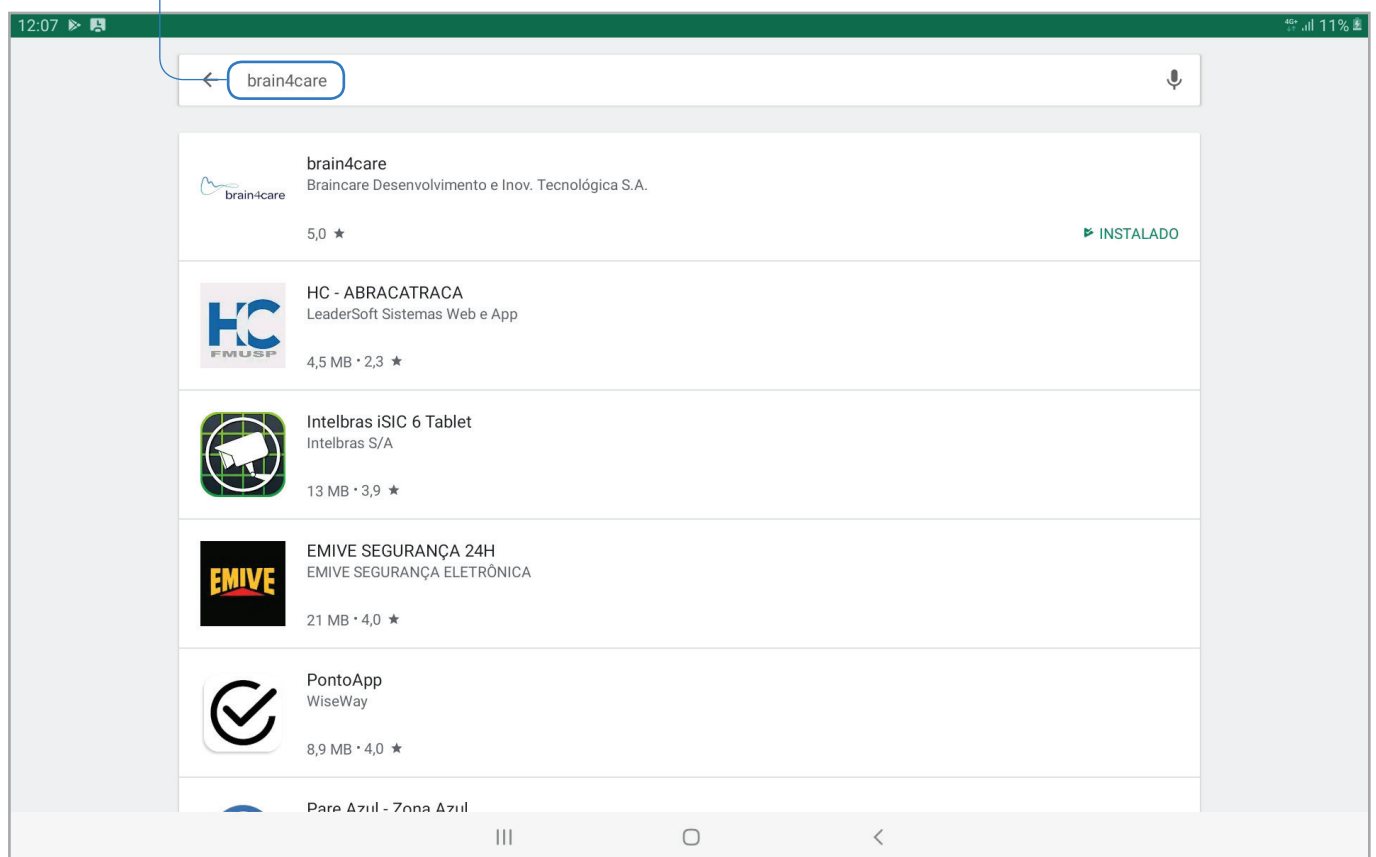 12:07
4G+ 11%
brain4care
brain4care
brain4care
Braincare Desenvolvimento e Inov. Tecnológica S.A.
5,0 ★
INSTALADO
HC
FMUSP
HC - ABRACATRACA
LeaderSoft Sistemas Web e App
4,5 MB • 2,3 ★
Intelbras iSIC 6 Tablet
Intelbras S/A
13 MB • 3,9 ★
EMIVE
EMIVE SEGURANÇA 24H
EMIVE SEGURANÇA ELETRÔNICA
21 MB • 4,0 ★
PontoApp
WiseWay
8,9 MB • 4,0 ★
Pare Azul - Zona Azul